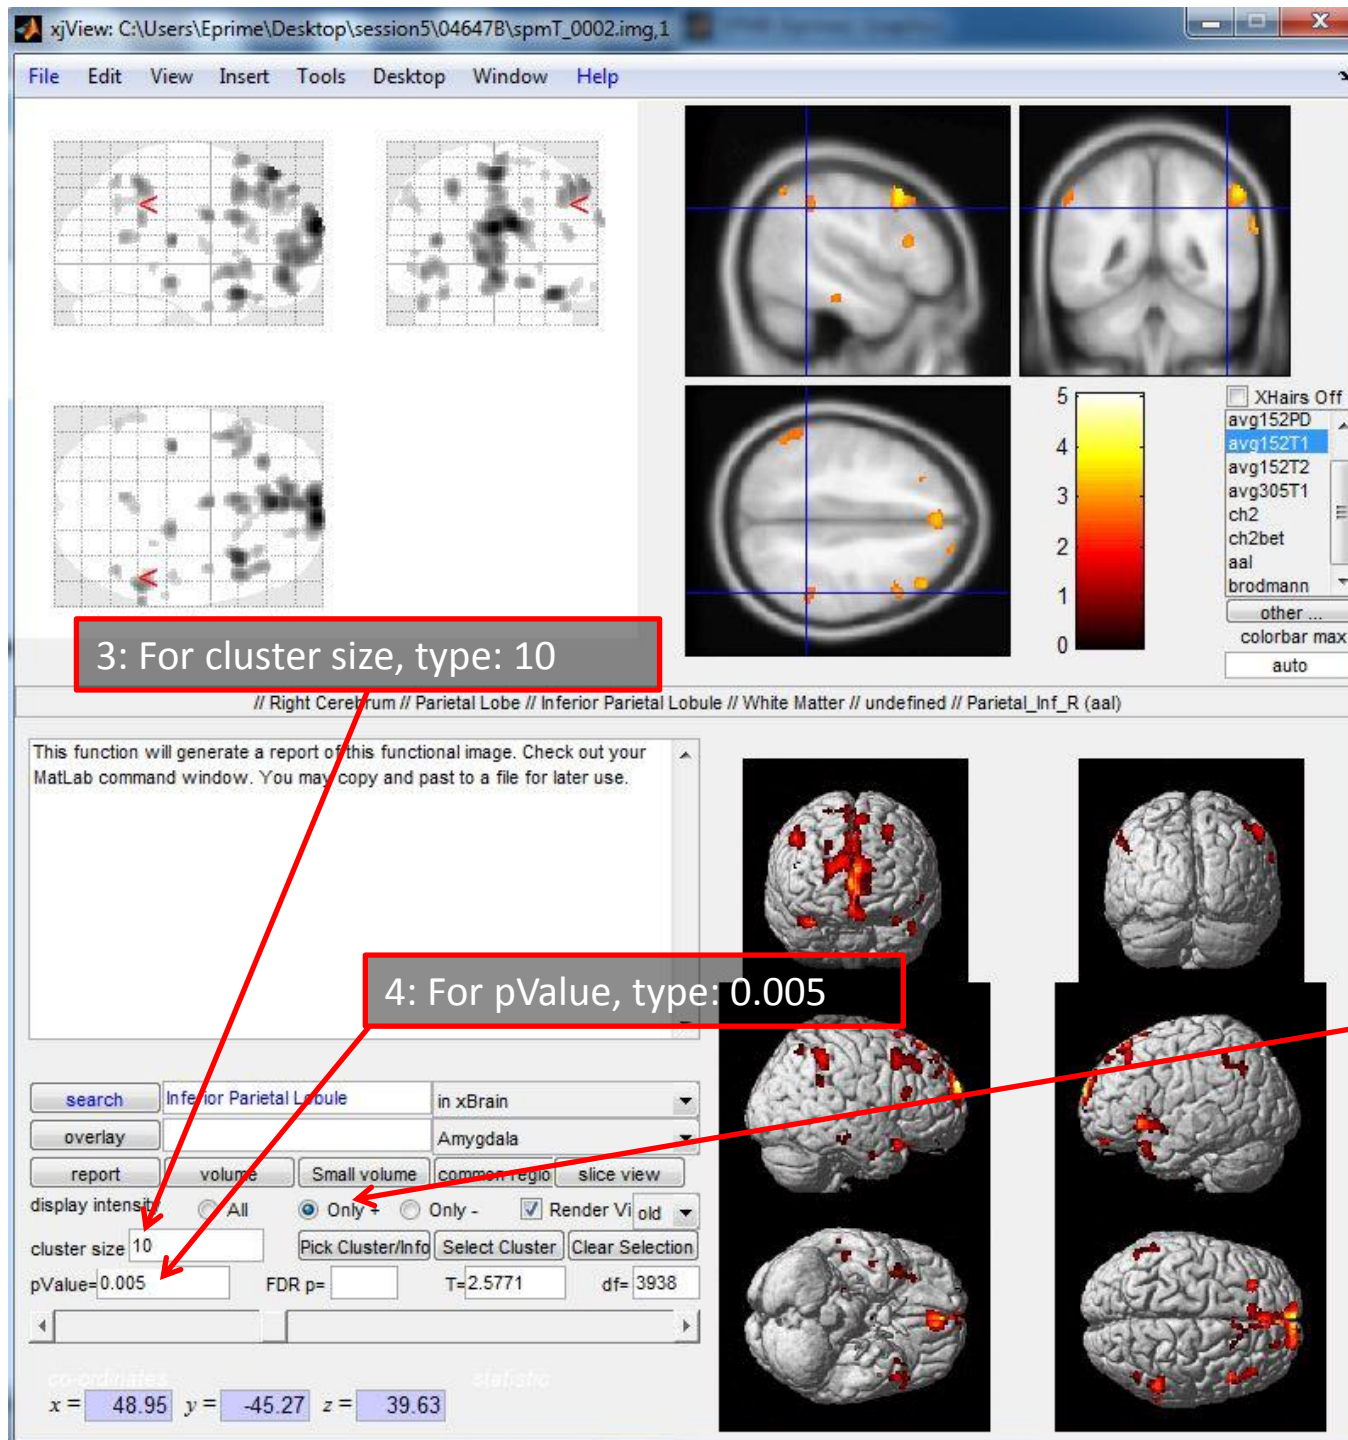 xjView: C:\Users\Eprime\Desktop\session5\04647B\spmT_0002.img,1
File Edit View Insert Tools Desktop Window Help
5
4
3
2
1
0
XHairs Off
avg152PD
avg152T1
avg152T2
avg305T1
ch2
ch2bet
aal
brodmann
other ...
colorbar max
auto
3: For cluster size, type: 10
// Right Cerebrum // Parietal Lobe // Inferior Parietal Lobule // White Matter // undefined // Parietal_Inf_R (aal)
This function will generate a report of this functional image. Check out your
MatLab command window. You may copy and past to a file for later use.
4: For pValue, type: 0.005
search Inferior Parietal Lobule in xBrain
overlay Amygdala
report volume Small volume common regio slice view
display intensity All Only + Only - Render Vi old
cluster size 10 Pick Cluster/Info Select Cluster Clear Selection
pValue= 0.005 FDR p= T= 2.5771 df= 3938
co-ordinates statistic
x = 48.95 y = -45.27 z = 39.63